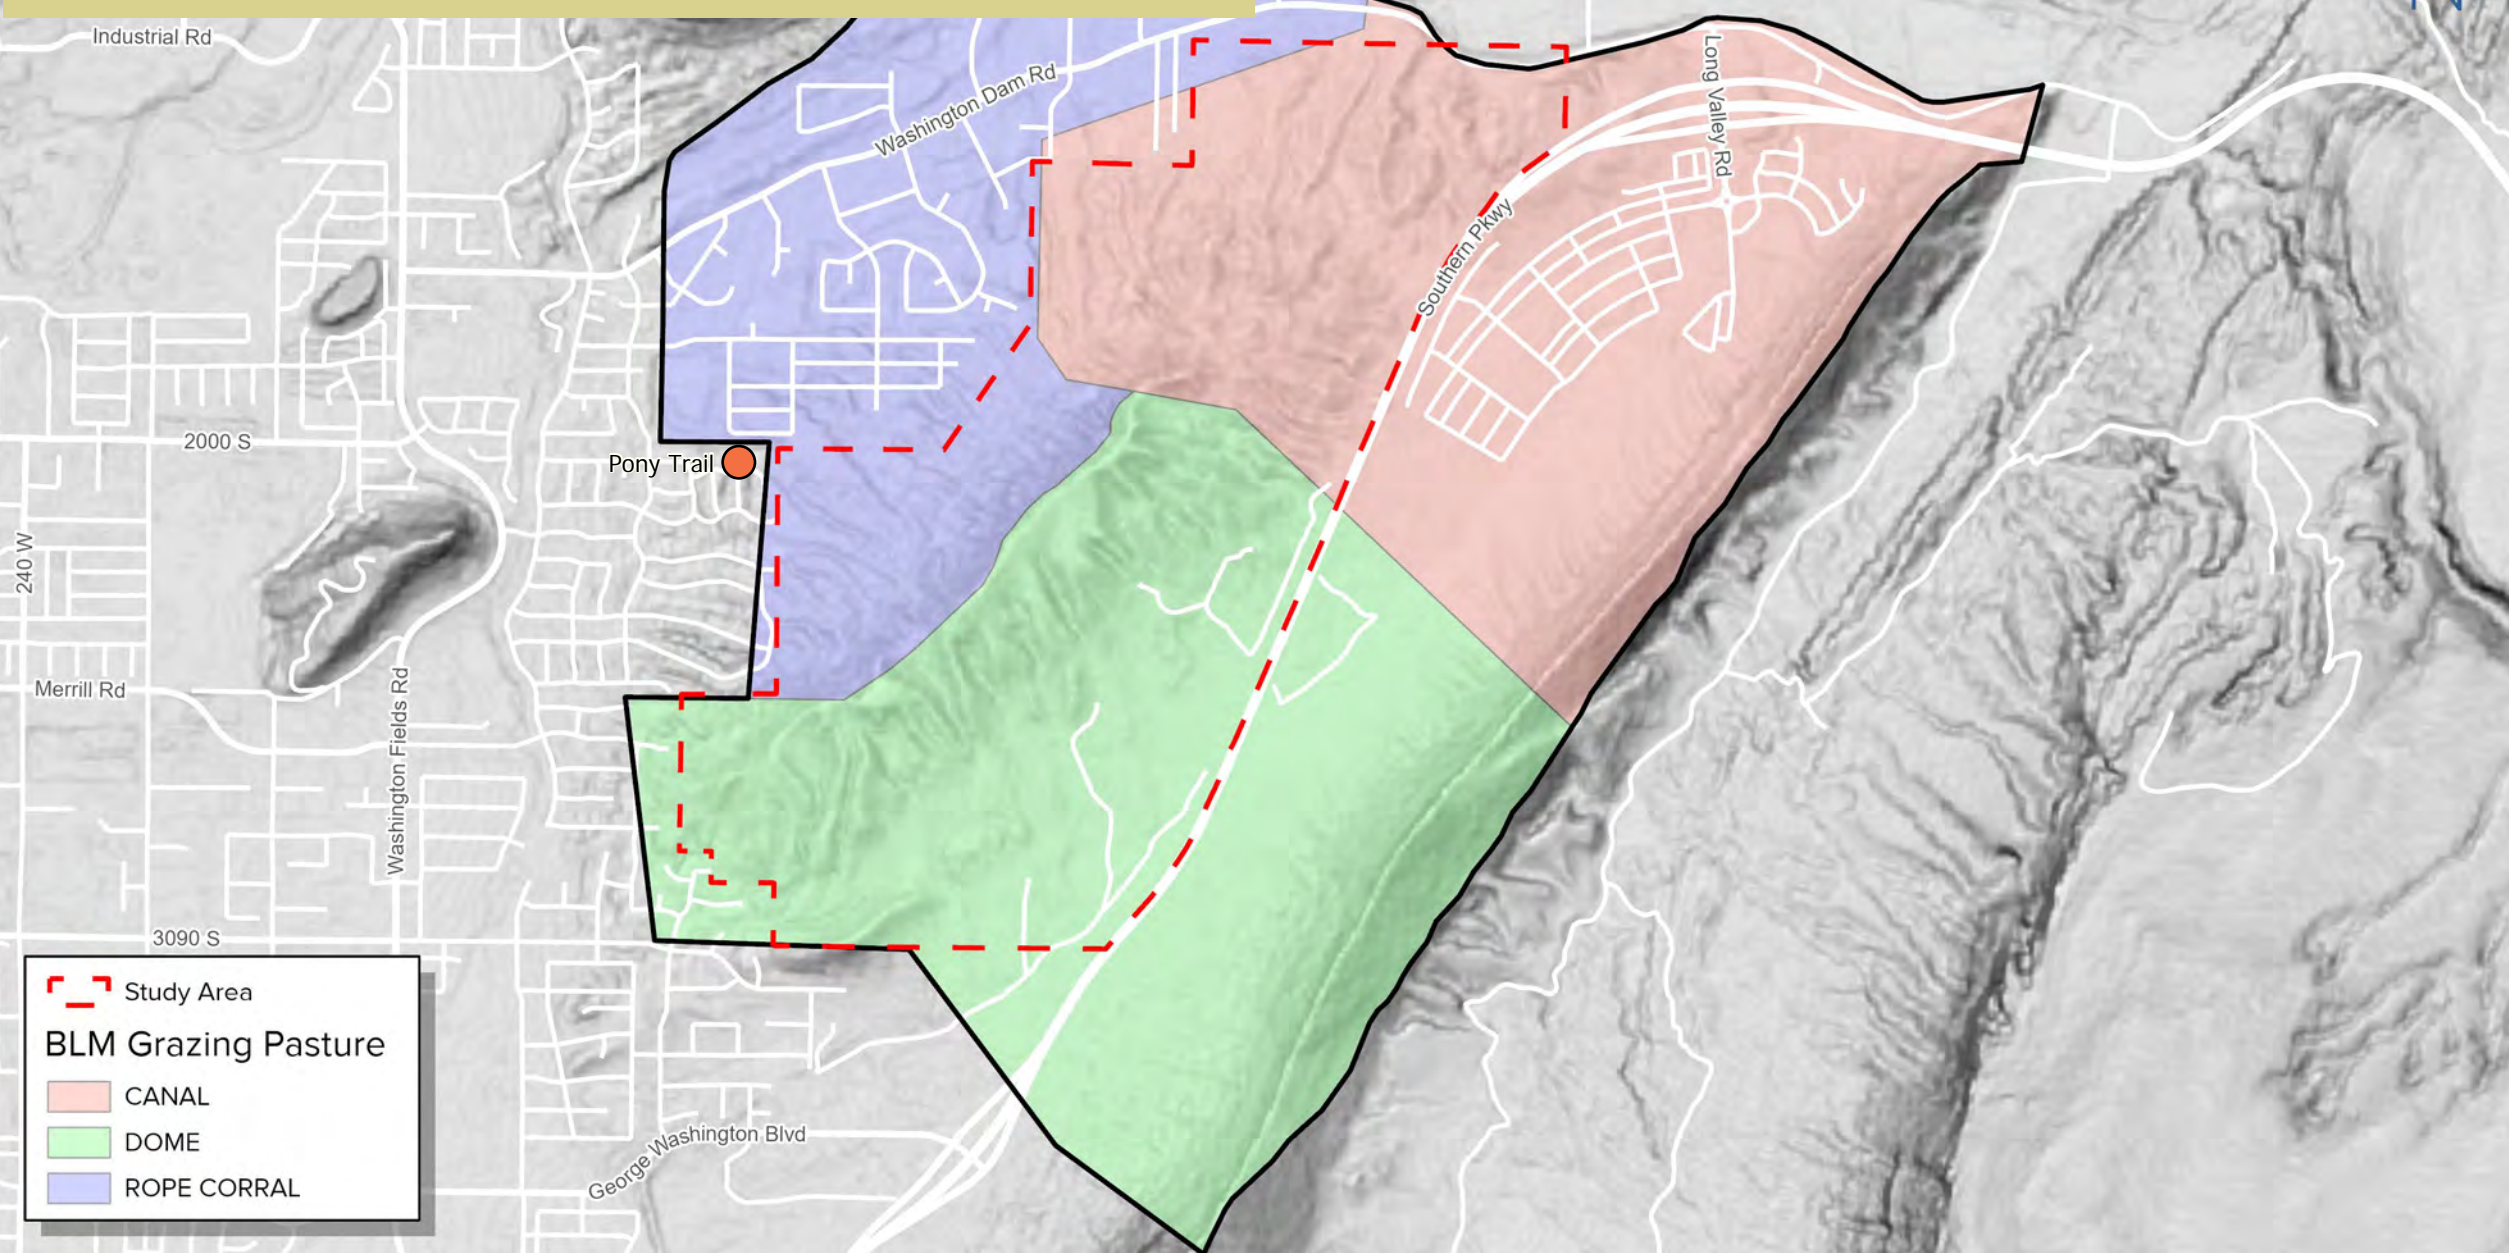 Industrial Rd
Washington Dam Rd
Long Valley Rd
Southern Pkwy
2000 S
Pony Trail
240 W
Merrill Rd
Washington Fields Rd
3090 S
George Washington Blvd
Study Area
BLM Grazing Pasture
CANAL
DOME
ROPE CORRAL